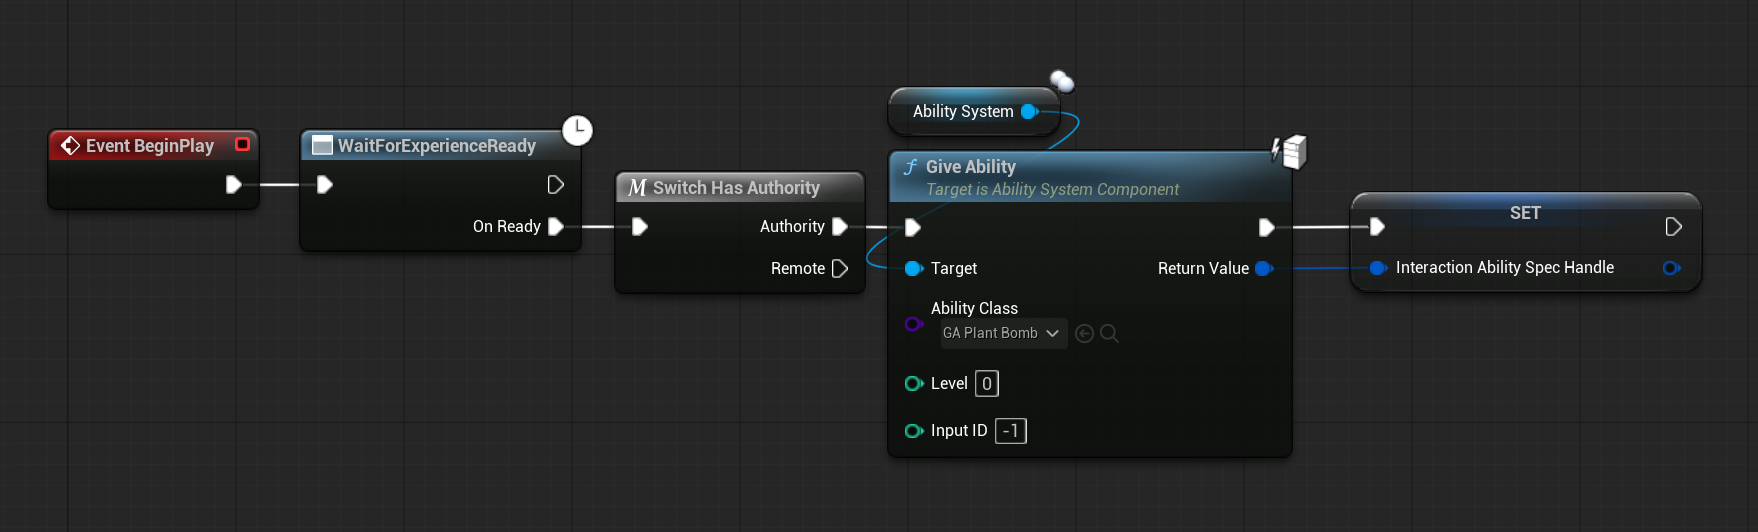 Event BeginPlay
WaitForExperienceReady
On Ready
Switch Has Authority
Authority
Remote
Ability System
Give Ability
Target is Ability System Component
Target
Return Value
Ability Class
GA Plant Bomb
Level 0
Input ID -1
SET
Interaction Ability Spec Handle